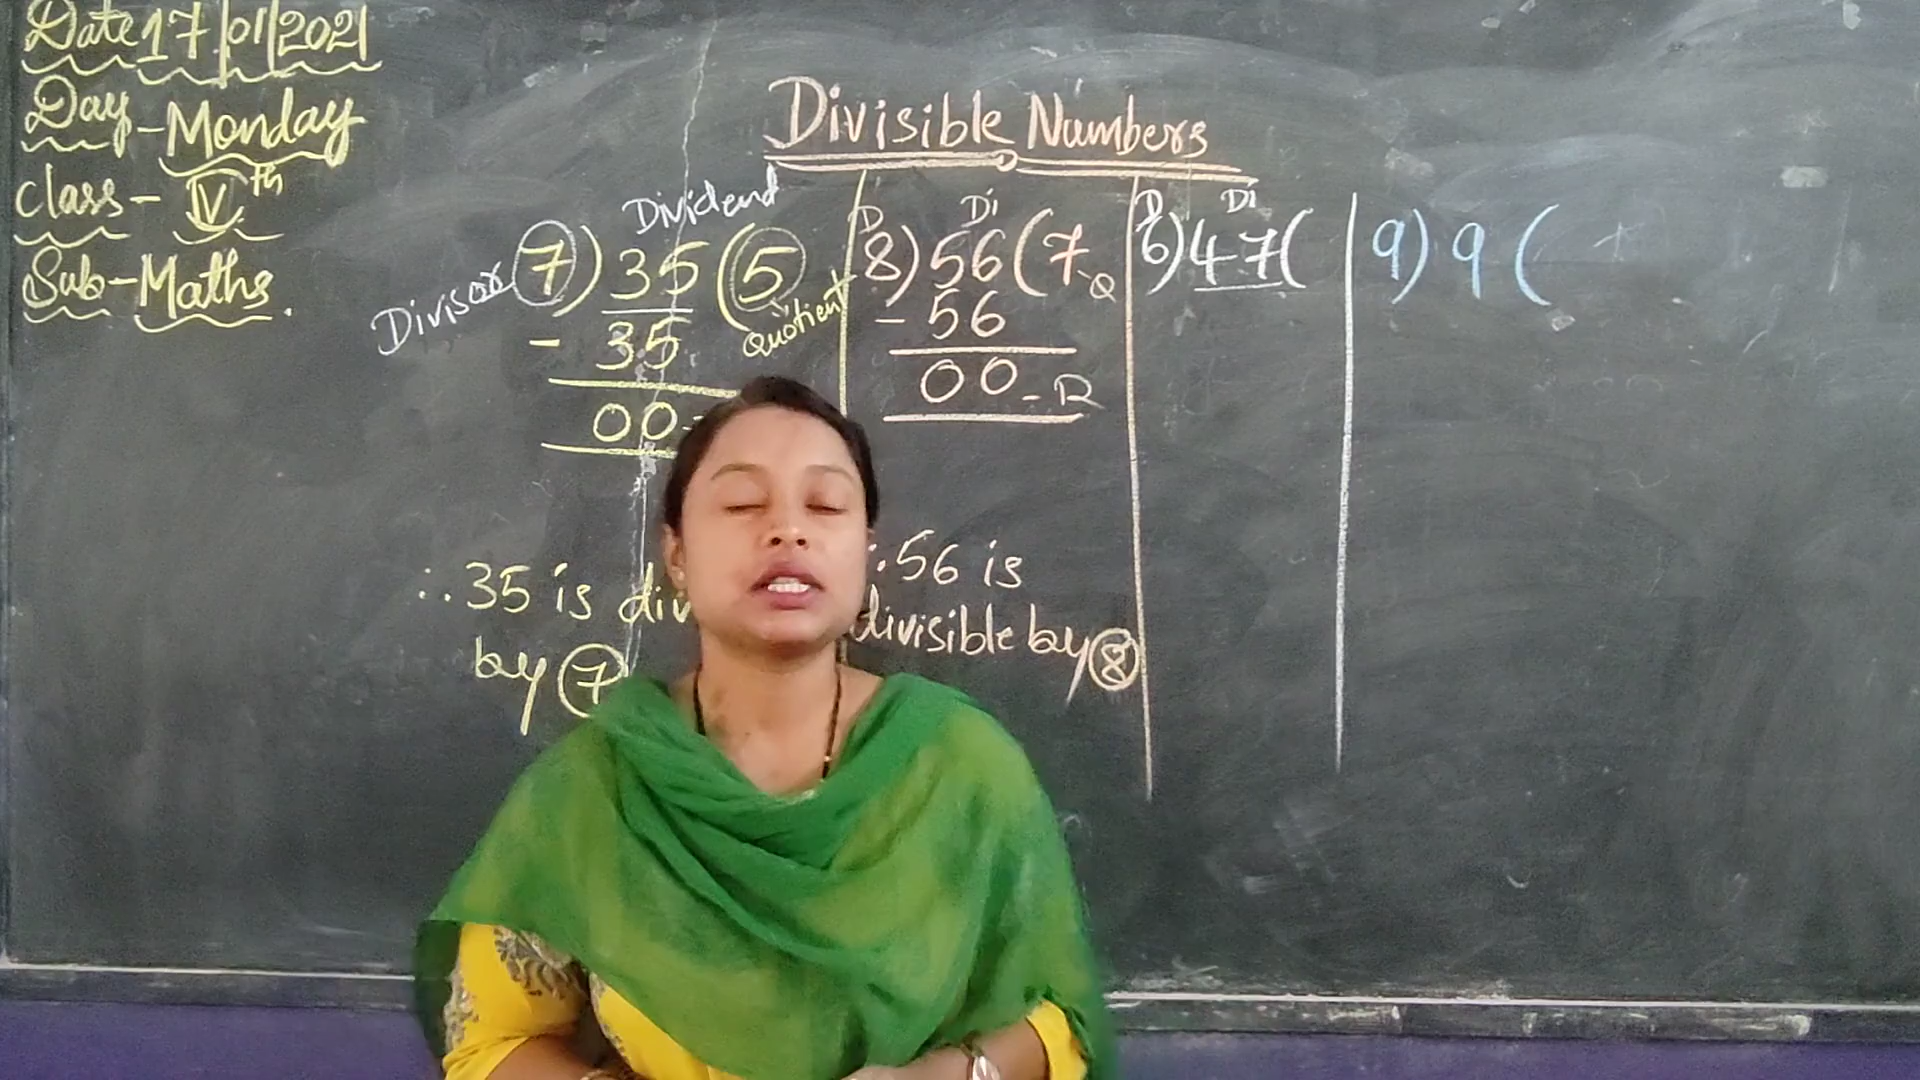 Date 17/01/2021
Day - Monday
Class - IVth
Sub - Maths.
Divisible Numbers
Dividend
Divisor 7) 35 (5
Quotient
- 35
00 -
∴ 35 is div
by 7
D Di
8) 56 (7 - Q
- 56
00 - R
∴ 56 is
divisible by 8
D Di
6) 47 (
9) 9 (